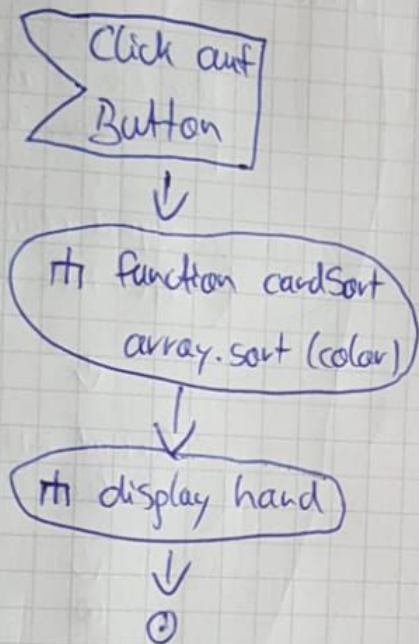 Click auf
Button
function cardSort
array.sort (color)
display hand